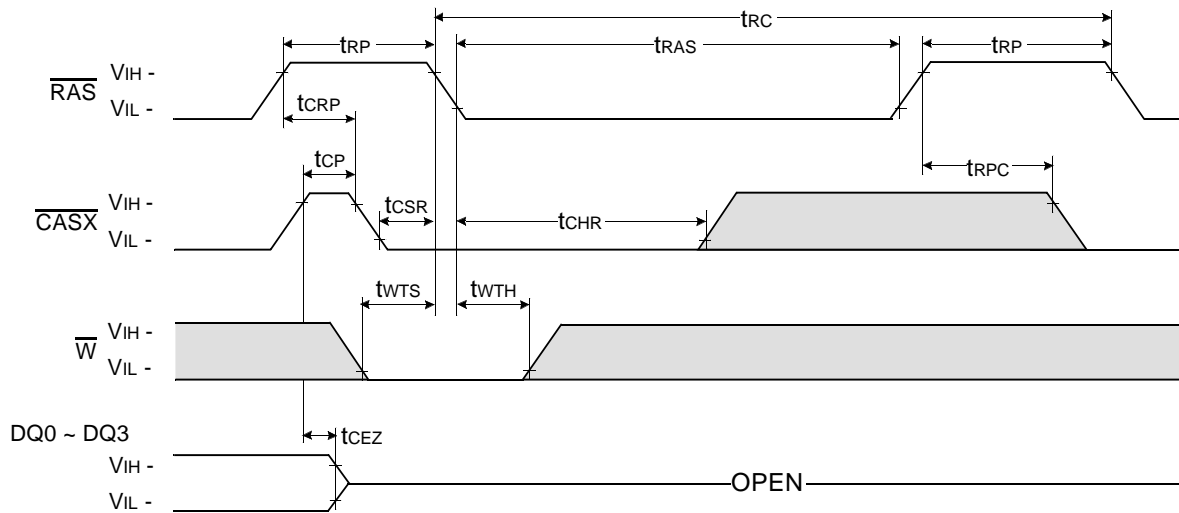 tRC
tRP
tRAS
tRP
RAS
VIH -
VIL -
tCRP
tCP
tRPC
CASX
VIH -
VIL -
tCSR
tCHR
tWTS
tWTH
W
VIH -
VIL -
DQ0 ~ DQ3
tCEZ
VIH -
VIL -
OPEN